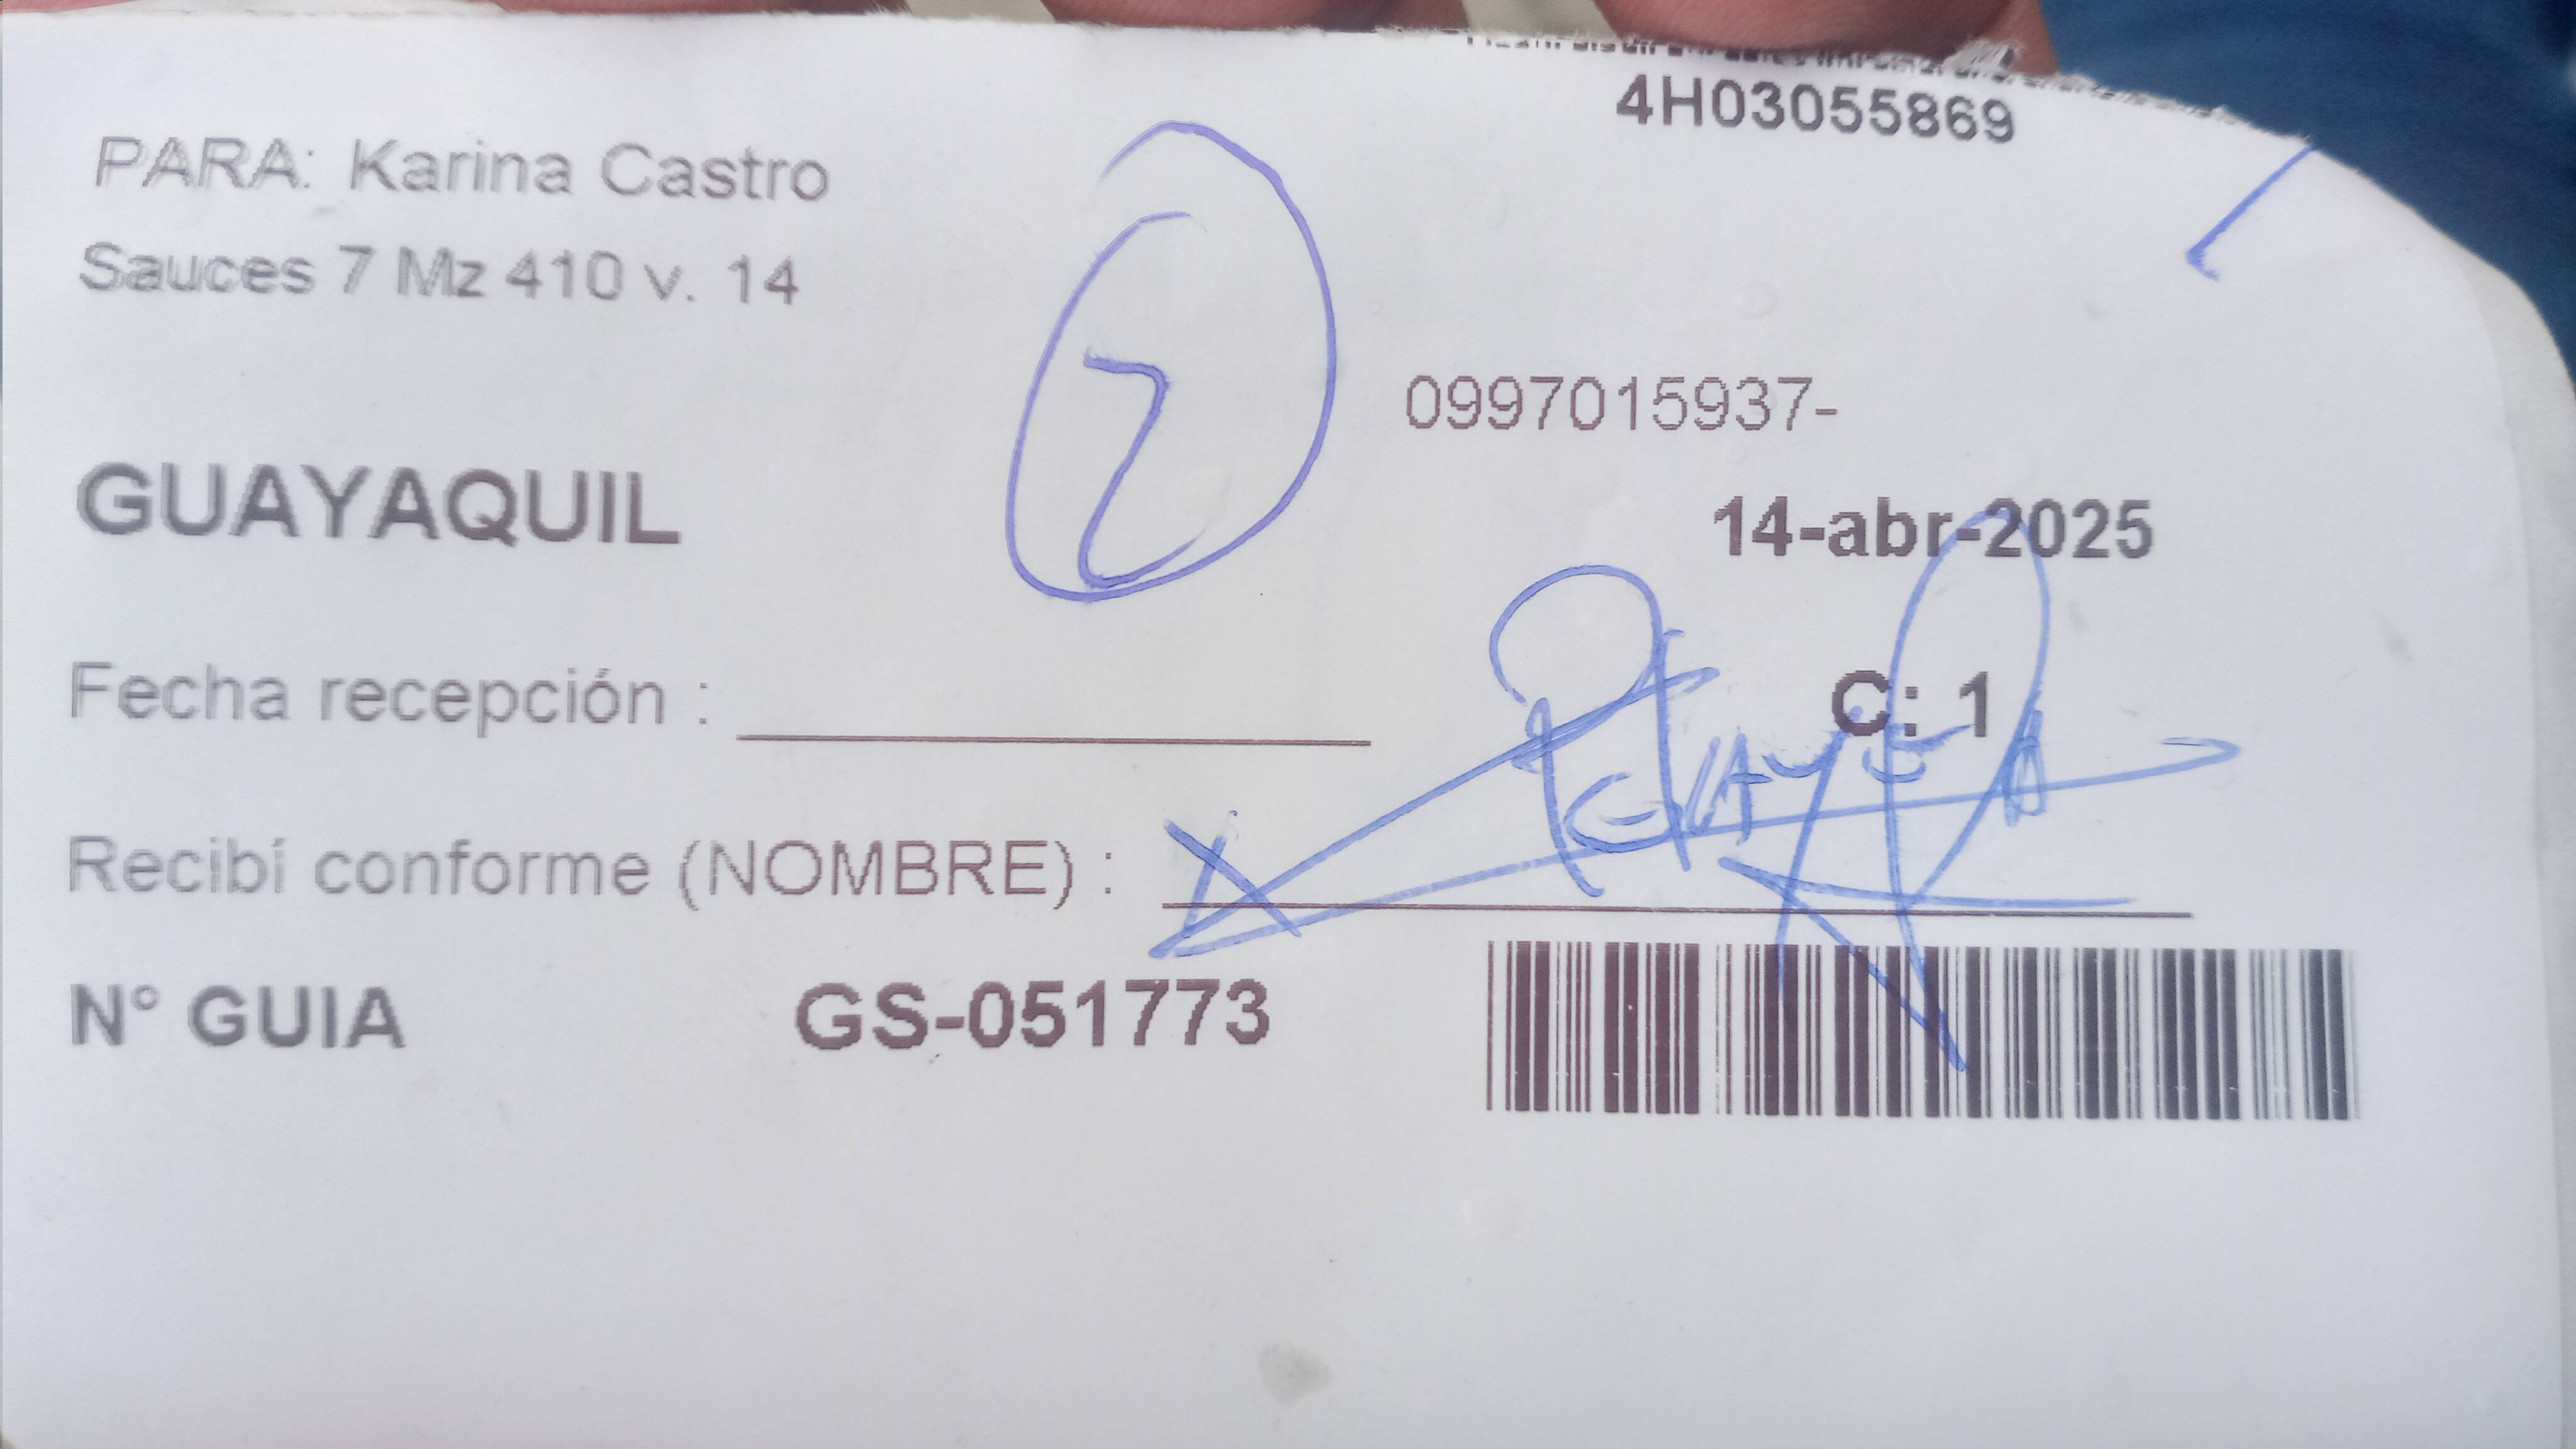 4H03055869
PARA: Karina Castro
Sauces 7 Mz 410 v. 14
2
0997015937-
GUAYAQUIL
14-abr-2025
Fecha recepción :
C: 1
Recibí conforme (NOMBRE) :
N° GUIA GS-051773